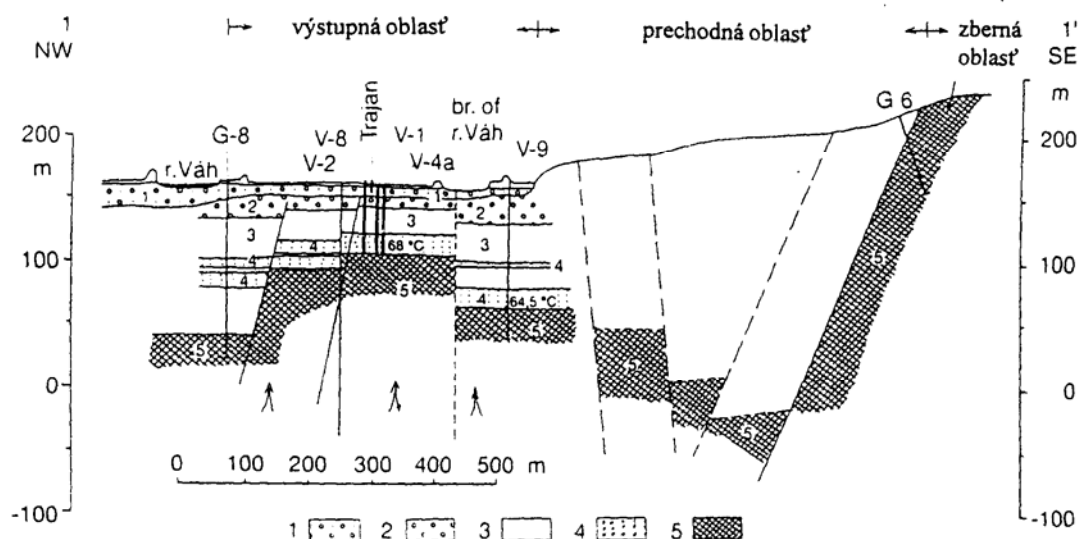 1
NW
výstupná oblasť
prechodná oblasť
zberná
oblasť
1'
SE
m
200
100
0
-100
m
200
100
0
-100
G-8
V-8
V-2
Trajan
V-1
V-4a
br. of
r.Váh
V-9
G 6
r.Váh
1
1
2
2
3
3
3
4
4
4
4
4
68 °C
64,5 °C
5
5
5
5
5
5
0 100 200 300 400 500 m
1 2 3 4 5